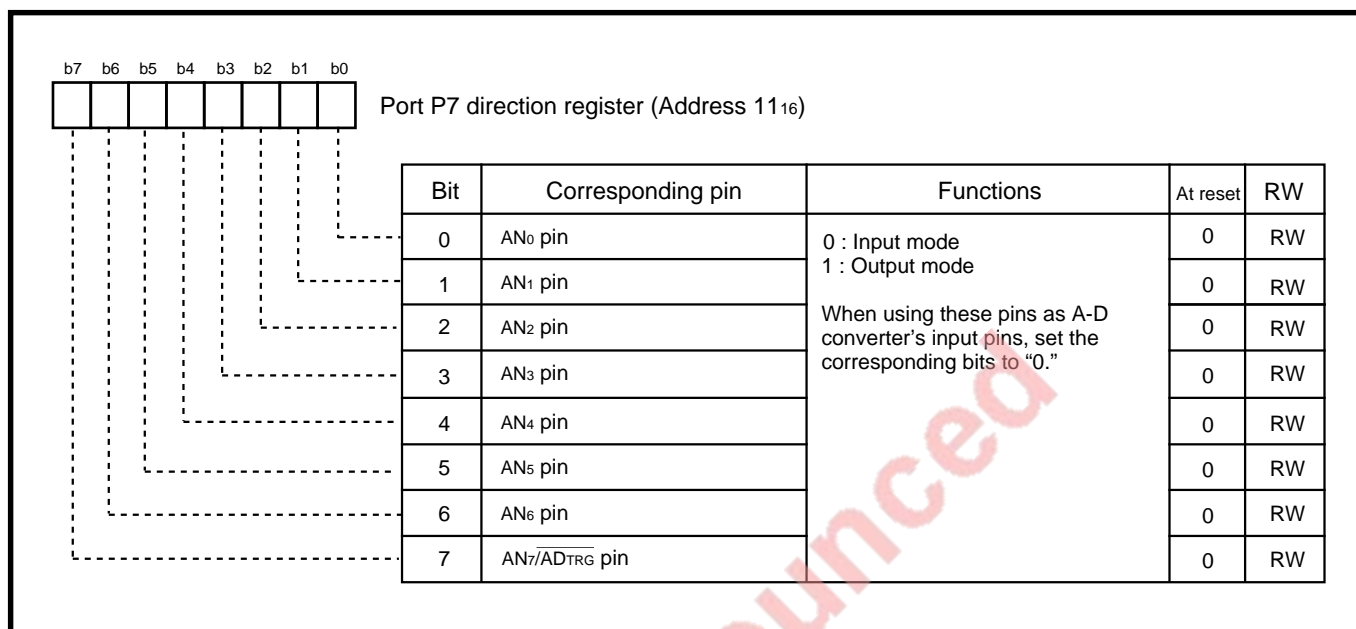 b7 b6 b5 b4 b3 b2 b1 b0
Port P7 direction register (Address 11₁₆)
Bit Corresponding pin Functions At reset RW
0 AN₀ pin 0 : Input mode 0 RW
1 : Output mode
1 AN₁ pin 0 RW
When using these pins as A-D
2 AN₂ pin 0 RW
converter’s input pins, set the
corresponding bits to “0.”
3 AN₃ pin 0 RW
4 AN₄ pin 0 RW
5 AN₅ pin 0 RW
6 AN₆ pin 0 RW
7 AN₇/ADTRG pin 0 RW